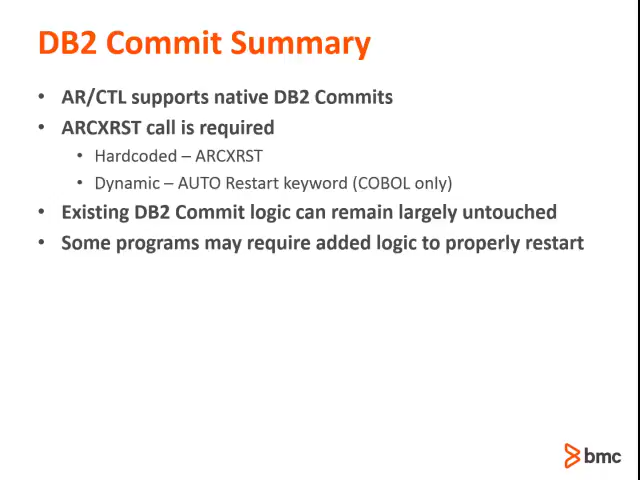 DB2 Commit Summary
• AR/CTL supports native DB2 Commits
• ARCXRST call is required
• Hardcoded – ARCXRST
• Dynamic – AUTO Restart keyword (COBOL only)
• Existing DB2 Commit logic can remain largely untouched
• Some programs may require added logic to properly restart
bmc